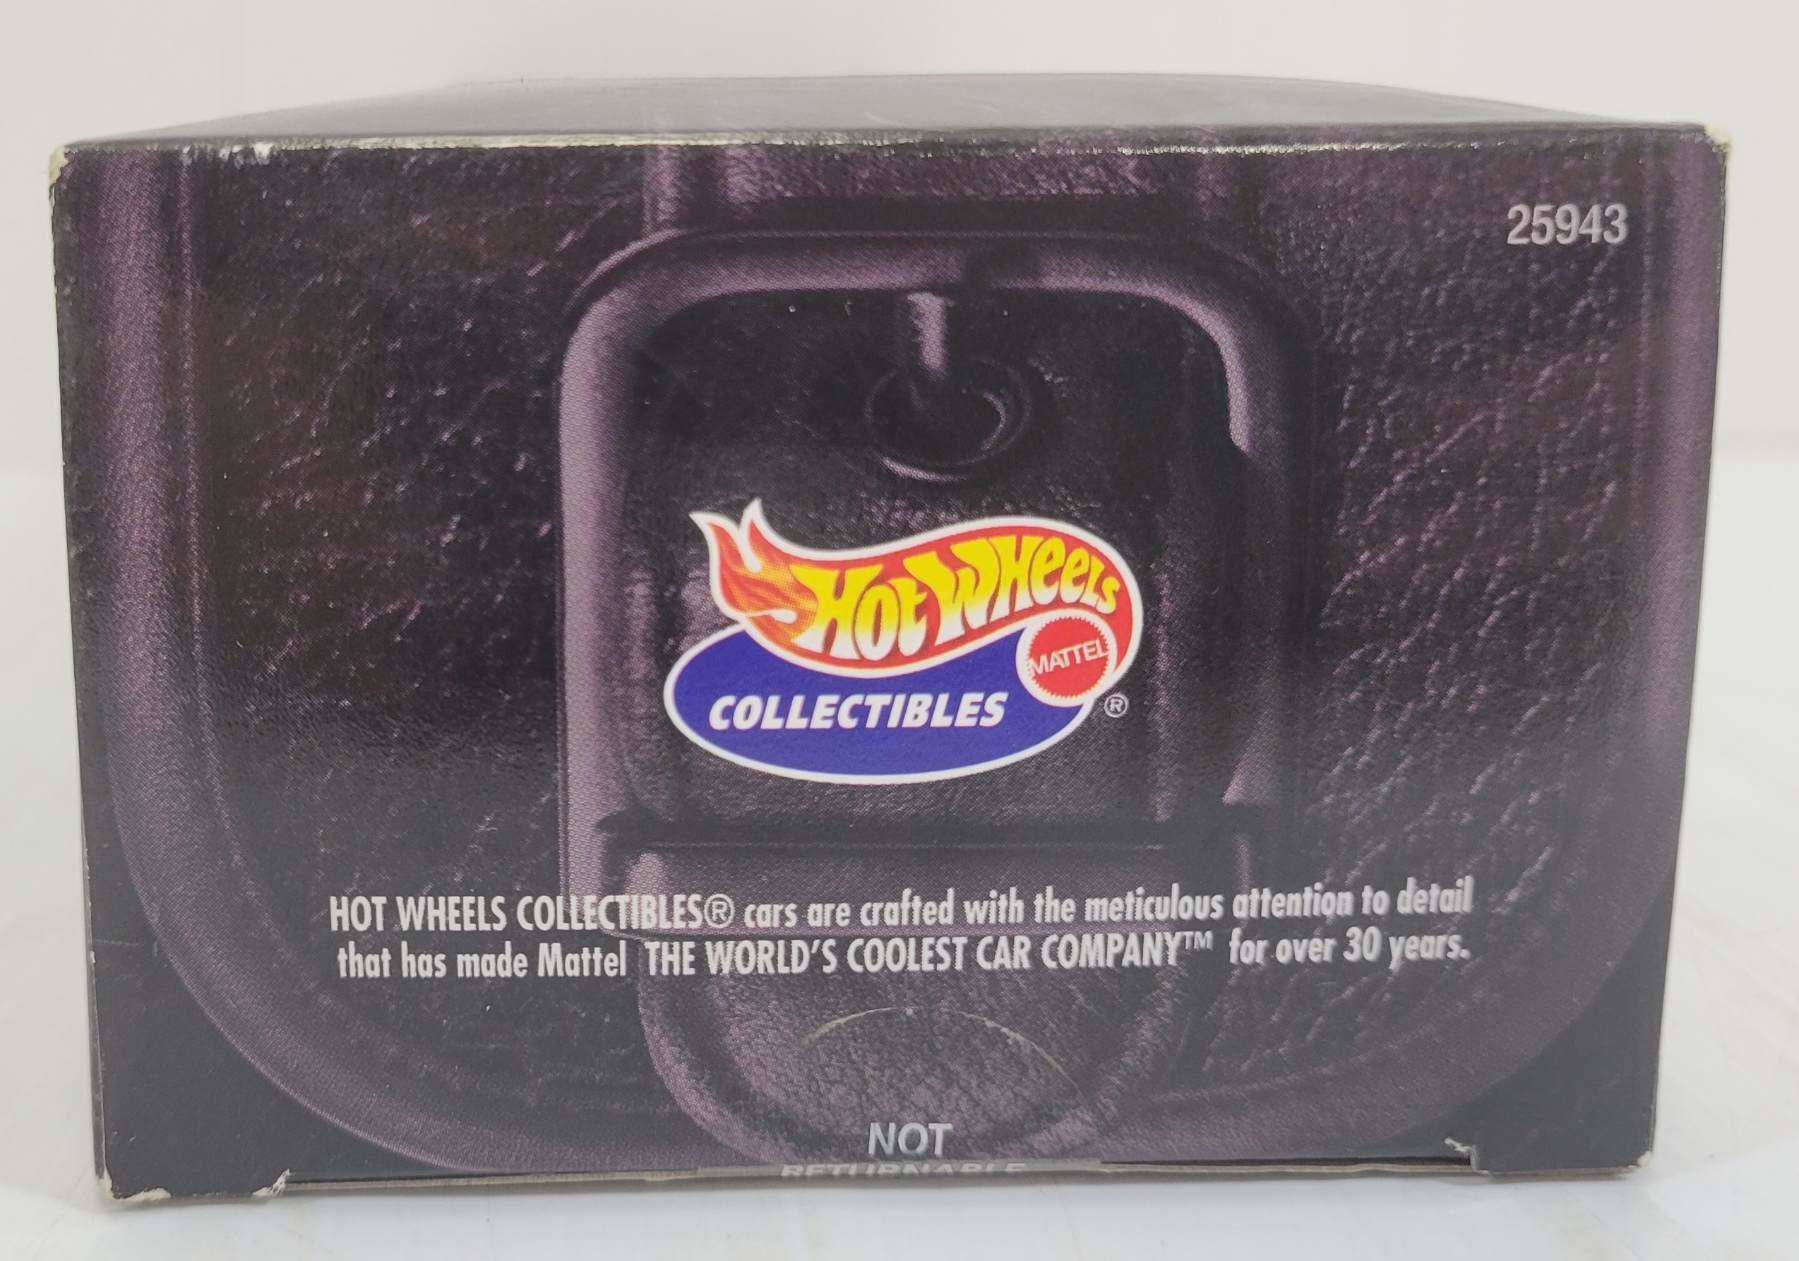 25943
Hot Wheels
MATTEL
COLLECTIBLES ®
HOT WHEELS COLLECTIBLES® cars are crafted with the meticulous attention to detail
that has made Mattel THE WORLD'S COOLEST CAR COMPANY™ for over 30 years.
NOT
RETURNABLE